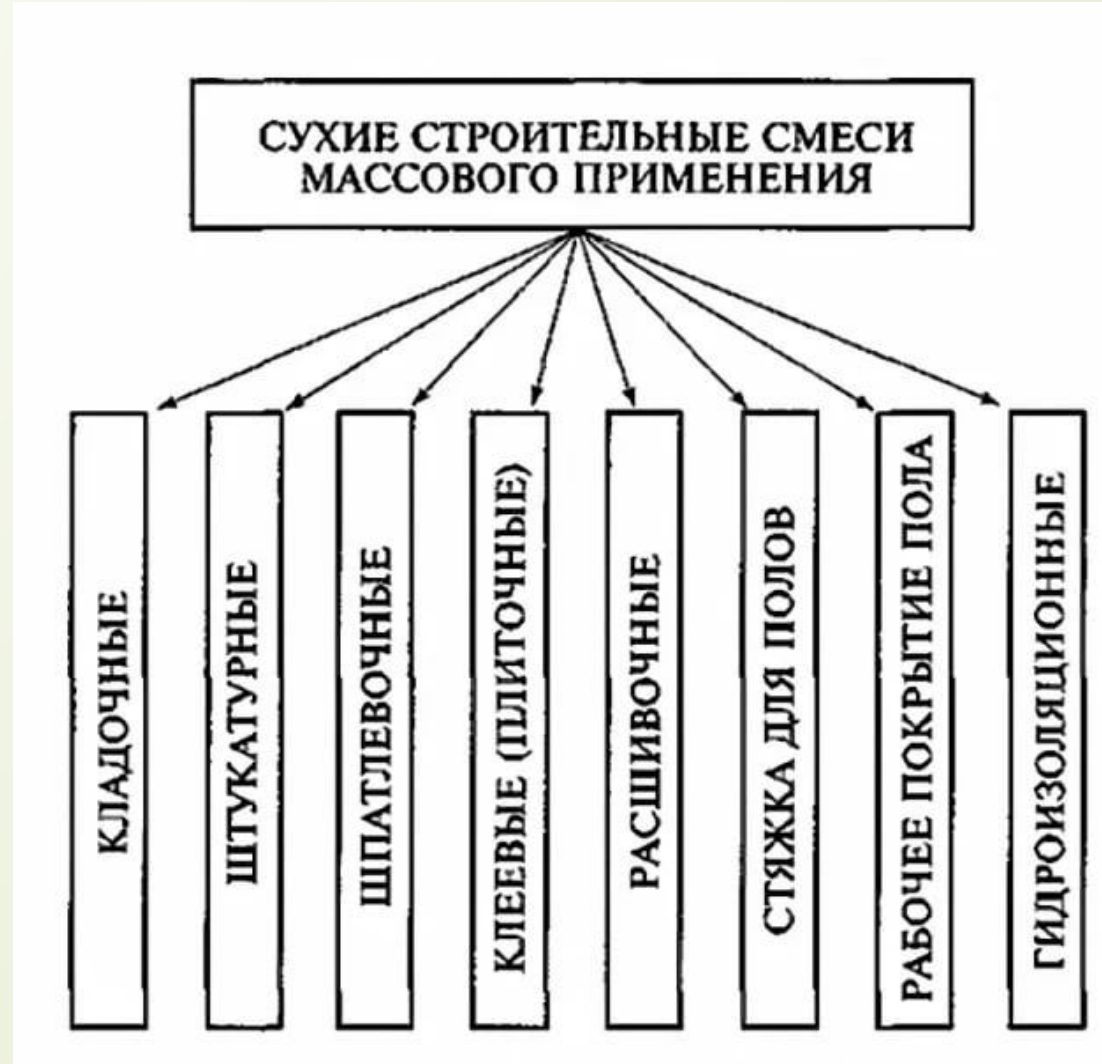 СУХИЕ СТРОИТЕЛЬНЫЕ СМЕСИ
МАССОВОГО ПРИМЕНЕНИЯ
КЛАДОЧНЫЕ
ШТУКАТУРНЫЕ
ШПАТЛЕВОЧНЫЕ
КЛЕЕВЫЕ (ПЛИТОЧНЫЕ)
РАСШИВОЧНЫЕ
СТЯЖКА ДЛЯ ПОЛОВ
РАБОЧЕЕ ПОКРЫТИЕ ПОЛА
ГИДРОИЗОЛЯЦИОННЫЕ